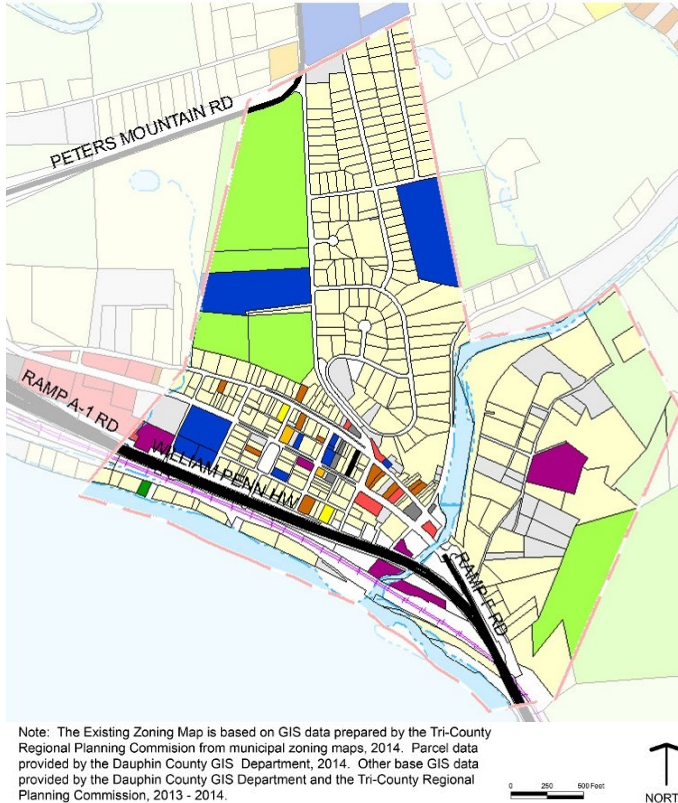 PETERS MOUNTAIN RD
RAMP A-1 RD
WILLIAM PENN HW
RAMP F RD
Note: The Existing Zoning Map is based on GIS data prepared by the Tri-County
Regional Planning Commision from municipal zoning maps, 2014. Parcel data
provided by the Dauphin County GIS Department, 2014. Other base GIS data
provided by the Dauphin County GIS Department and the Tri-County Regional
Planning Commission, 2013 - 2014.
0 250 500 Feet
NORTH